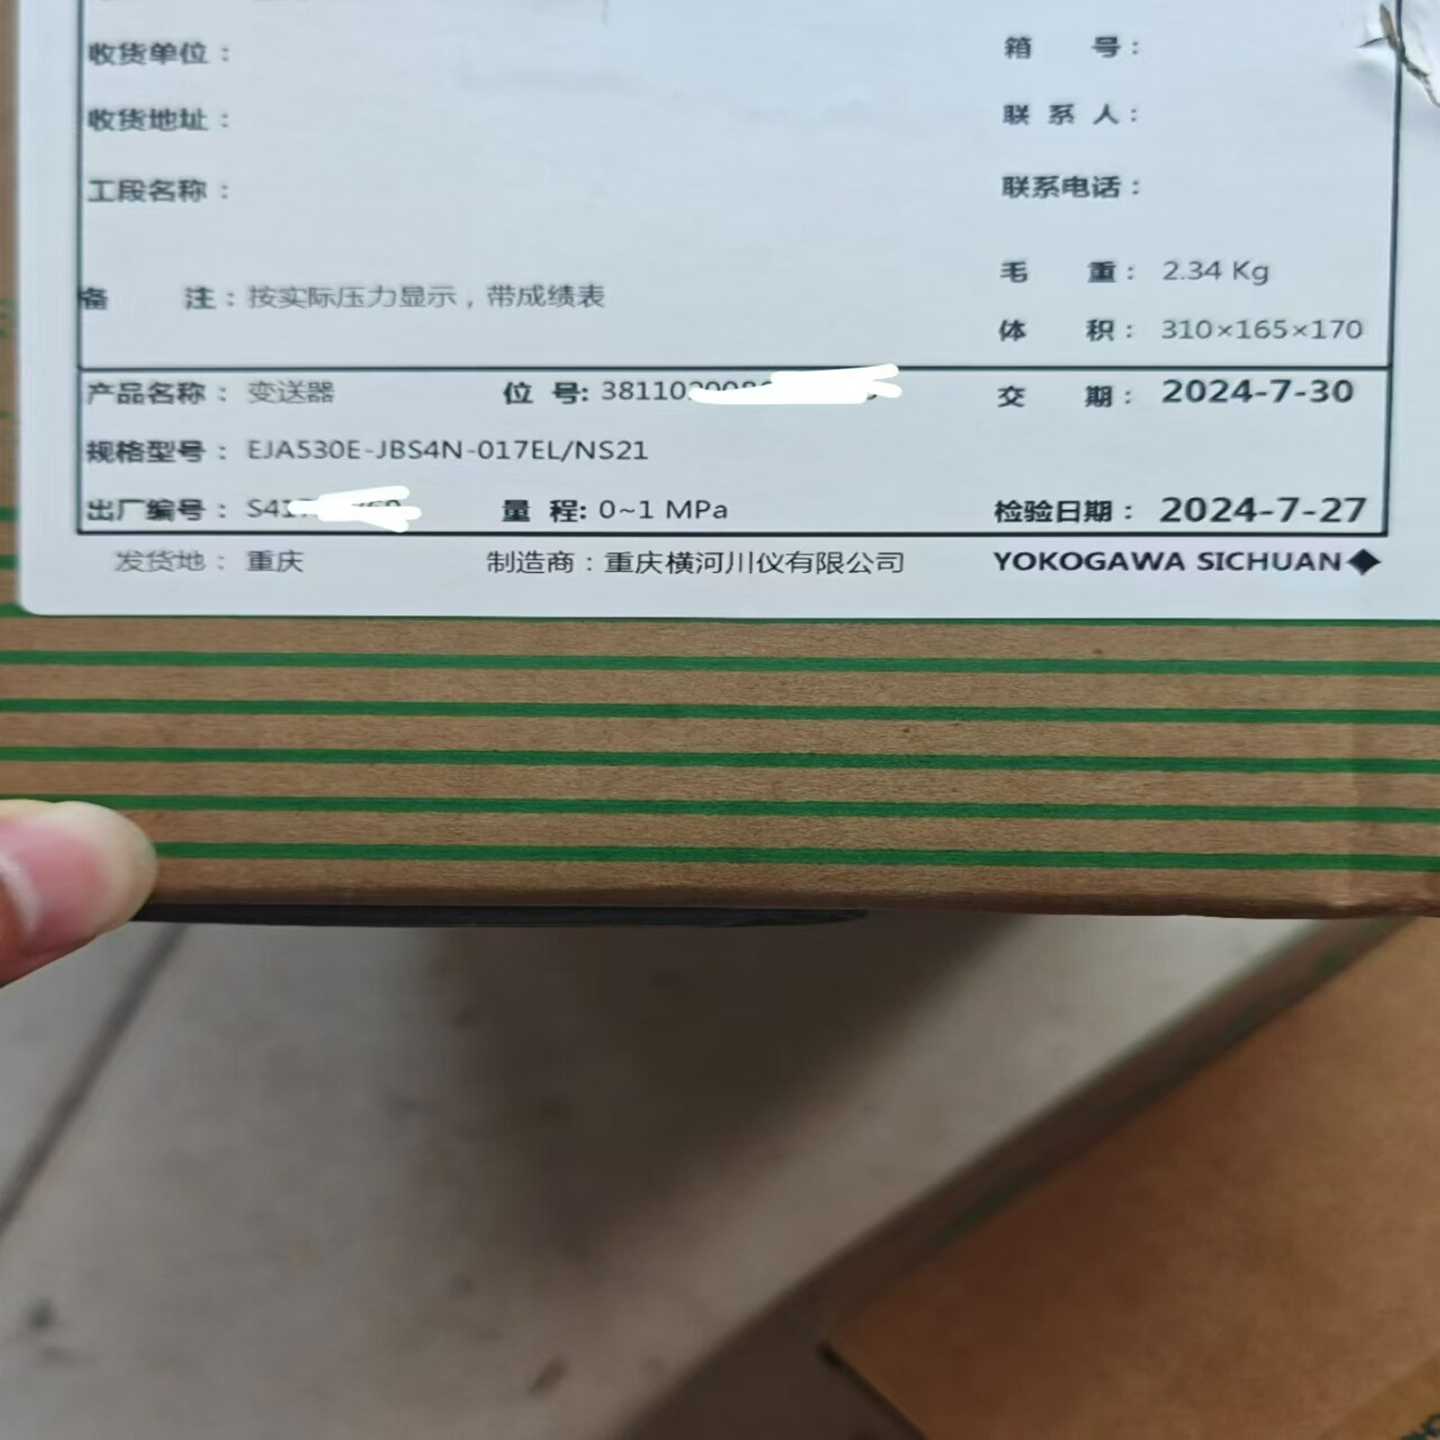 收货单位：
箱 号：
收货地址：
联 系 人：
工段名称：
联系电话：
毛 重：2.34 Kg
备 注：按实际压力显示，带成绩表
体 积：310×165×170
产品名称：变送器 位 号: 38110 交 期：2024-7-30
规格型号：EJA530E-JBS4N-017EL/NS21
出厂编号：S41 量 程: 0~1 MPa 检验日期：2024-7-27
发货地：重庆 制造商：重庆横河川仪有限公司 YOKOGAWA SICHUAN